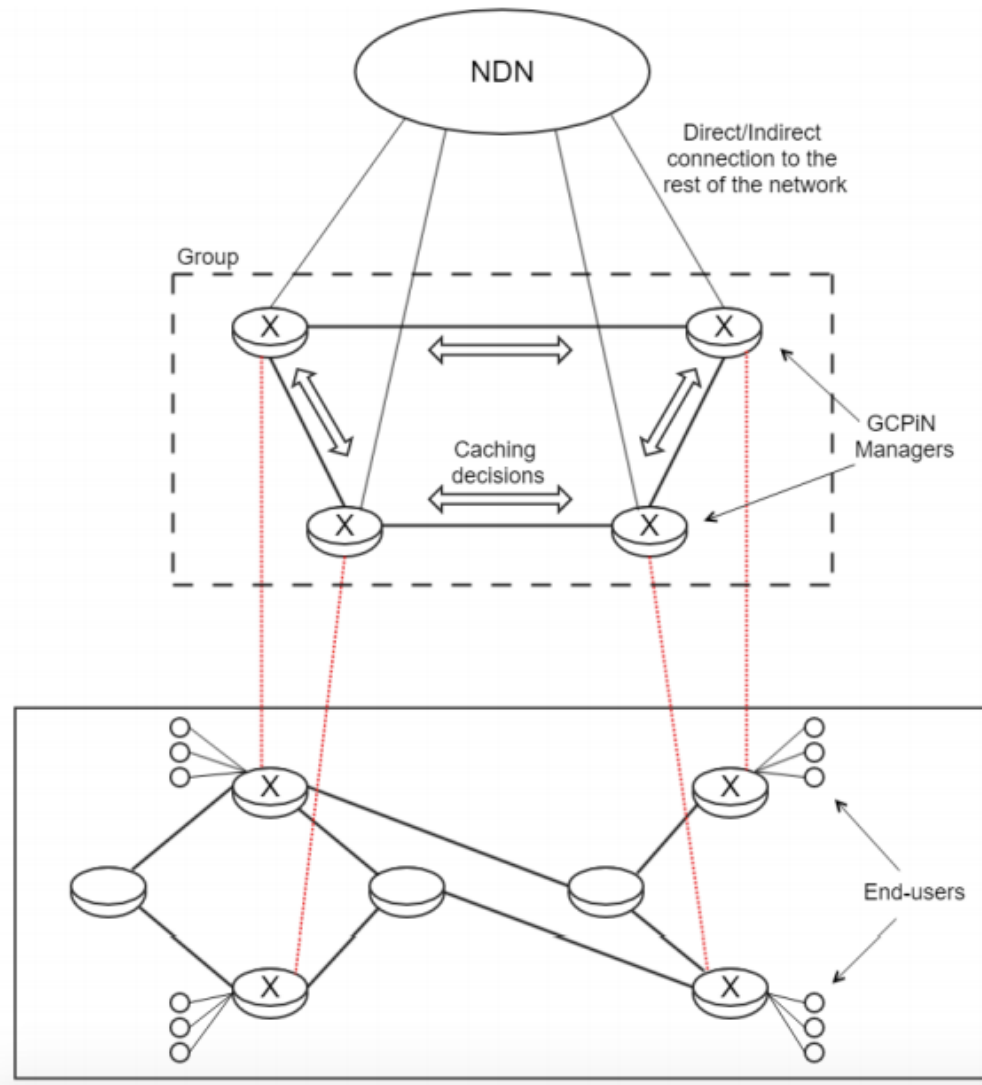 NDN
Direct/Indirect
connection to the
rest of the network
Group
X
X
GCPiN
Managers
Caching
decisions
X
X
X
X
End-users
X
X